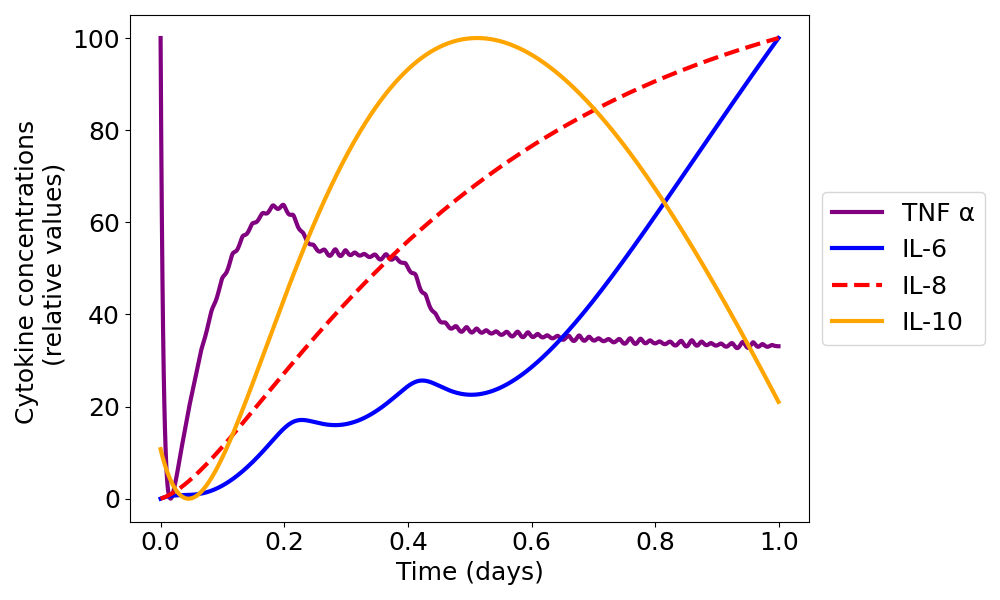 100
80
60
40
20
0
Cytokine concentrations
(relative values)
0.0 0.2 0.4 0.6 0.8 1.0
Time (days)
TNF α
IL-6
IL-8
IL-10